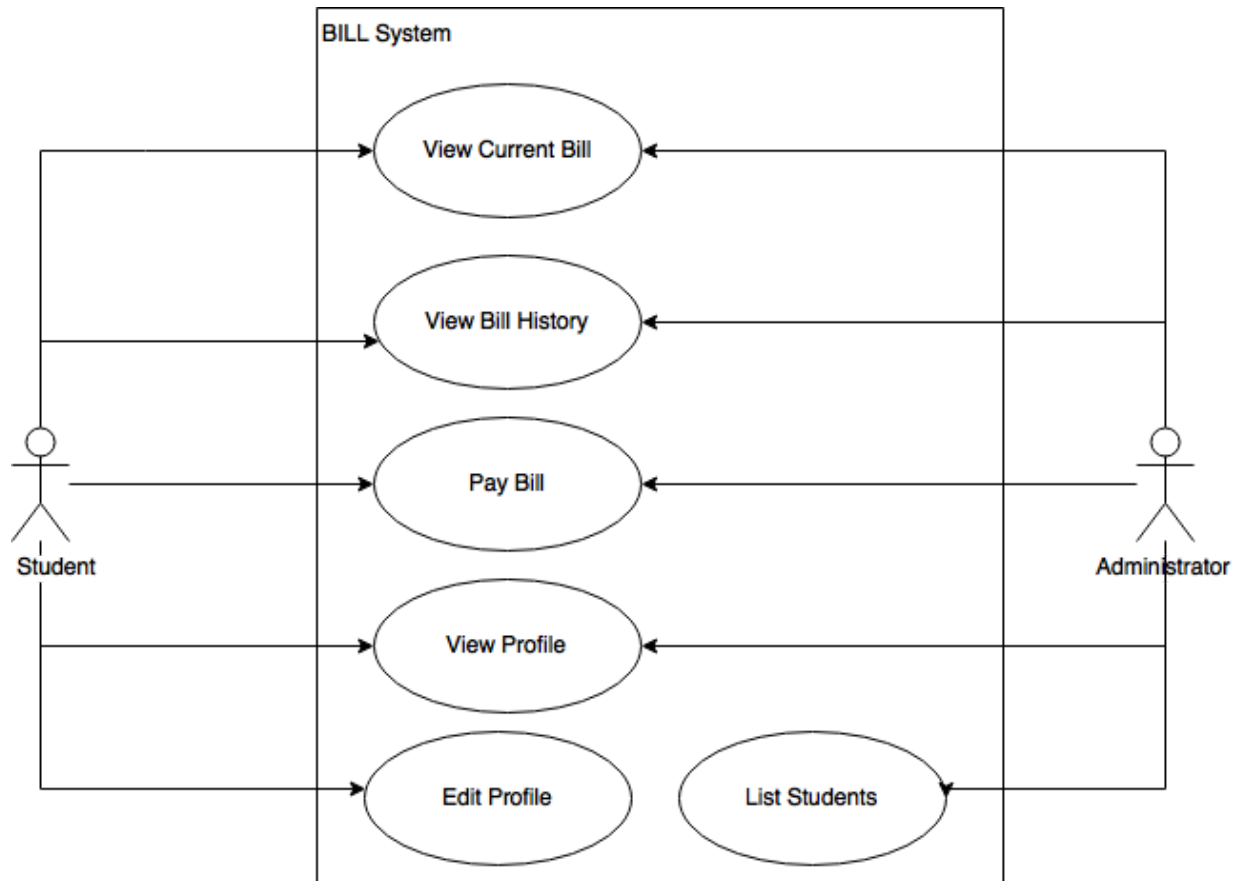 BILL System
View Current Bill
View Bill History
Pay Bill
Student
Administrator
View Profile
Edit Profile
List Students